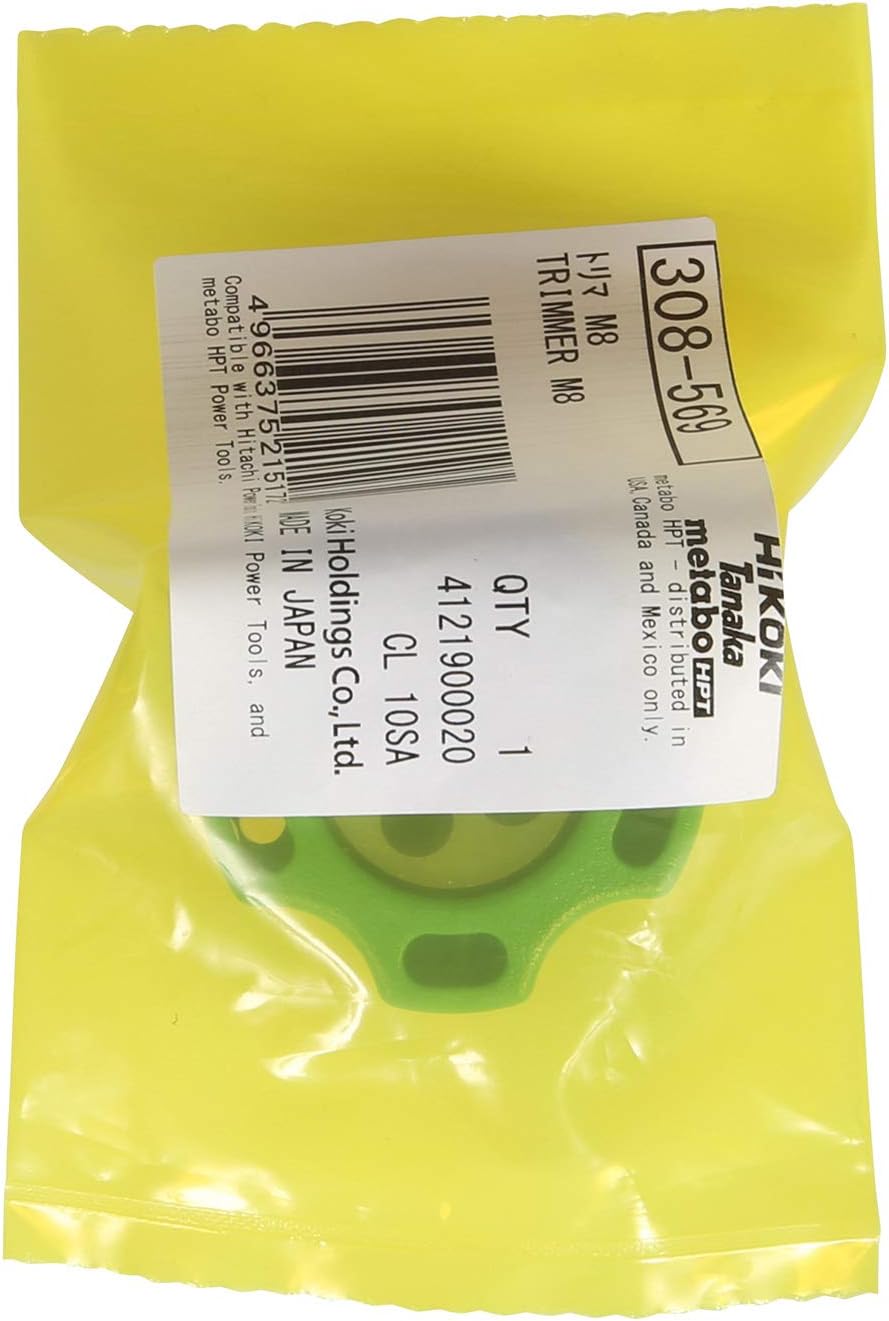 308-569
HiKOKI
Tanaka
metabo HPT
metabo HPT - distributed in
USA, Canada and Mexico only.
トリマ M8
TRIMMER M8
QTY 1
4121900020
CL 10SA
4966375215172
Koki Holdings Co., Ltd.
MADE IN JAPAN
Compatible with Hitachi Power Tools, HiKOKI Power Tools, and
metabo HPT Power Tools.